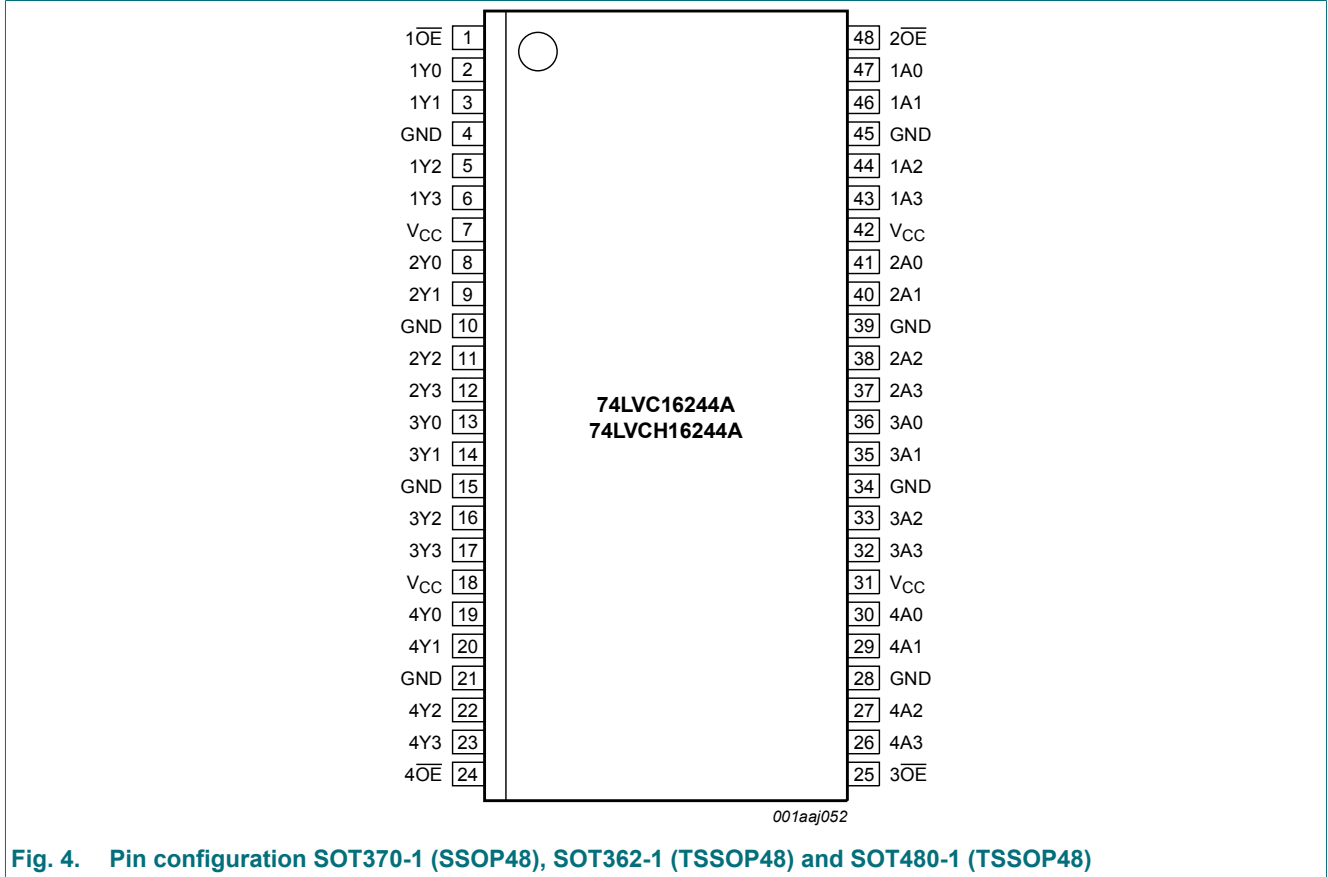 1O̅E̅ 1 48 2O̅E̅
1Y0 2 47 1A0
1Y1 3 46 1A1
GND 4 45 GND
1Y2 5 44 1A2
1Y3 6 43 1A3
VCC 7 42 VCC
2Y0 8 41 2A0
2Y1 9 40 2A1
GND 10 39 GND
2Y2 11 38 2A2
2Y3 12 37 2A3
74LVC16244A
74LVCH16244A
3Y0 13 36 3A0
3Y1 14 35 3A1
GND 15 34 GND
3Y2 16 33 3A2
3Y3 17 32 3A3
VCC 18 31 VCC
4Y0 19 30 4A0
4Y1 20 29 4A1
GND 21 28 GND
4Y2 22 27 4A2
4Y3 23 26 4A3
4O̅E̅ 24 25 3O̅E̅
001aaj052
Fig. 4. Pin configuration SOT370-1 (SSOP48), SOT362-1 (TSSOP48) and SOT480-1 (TSSOP48)